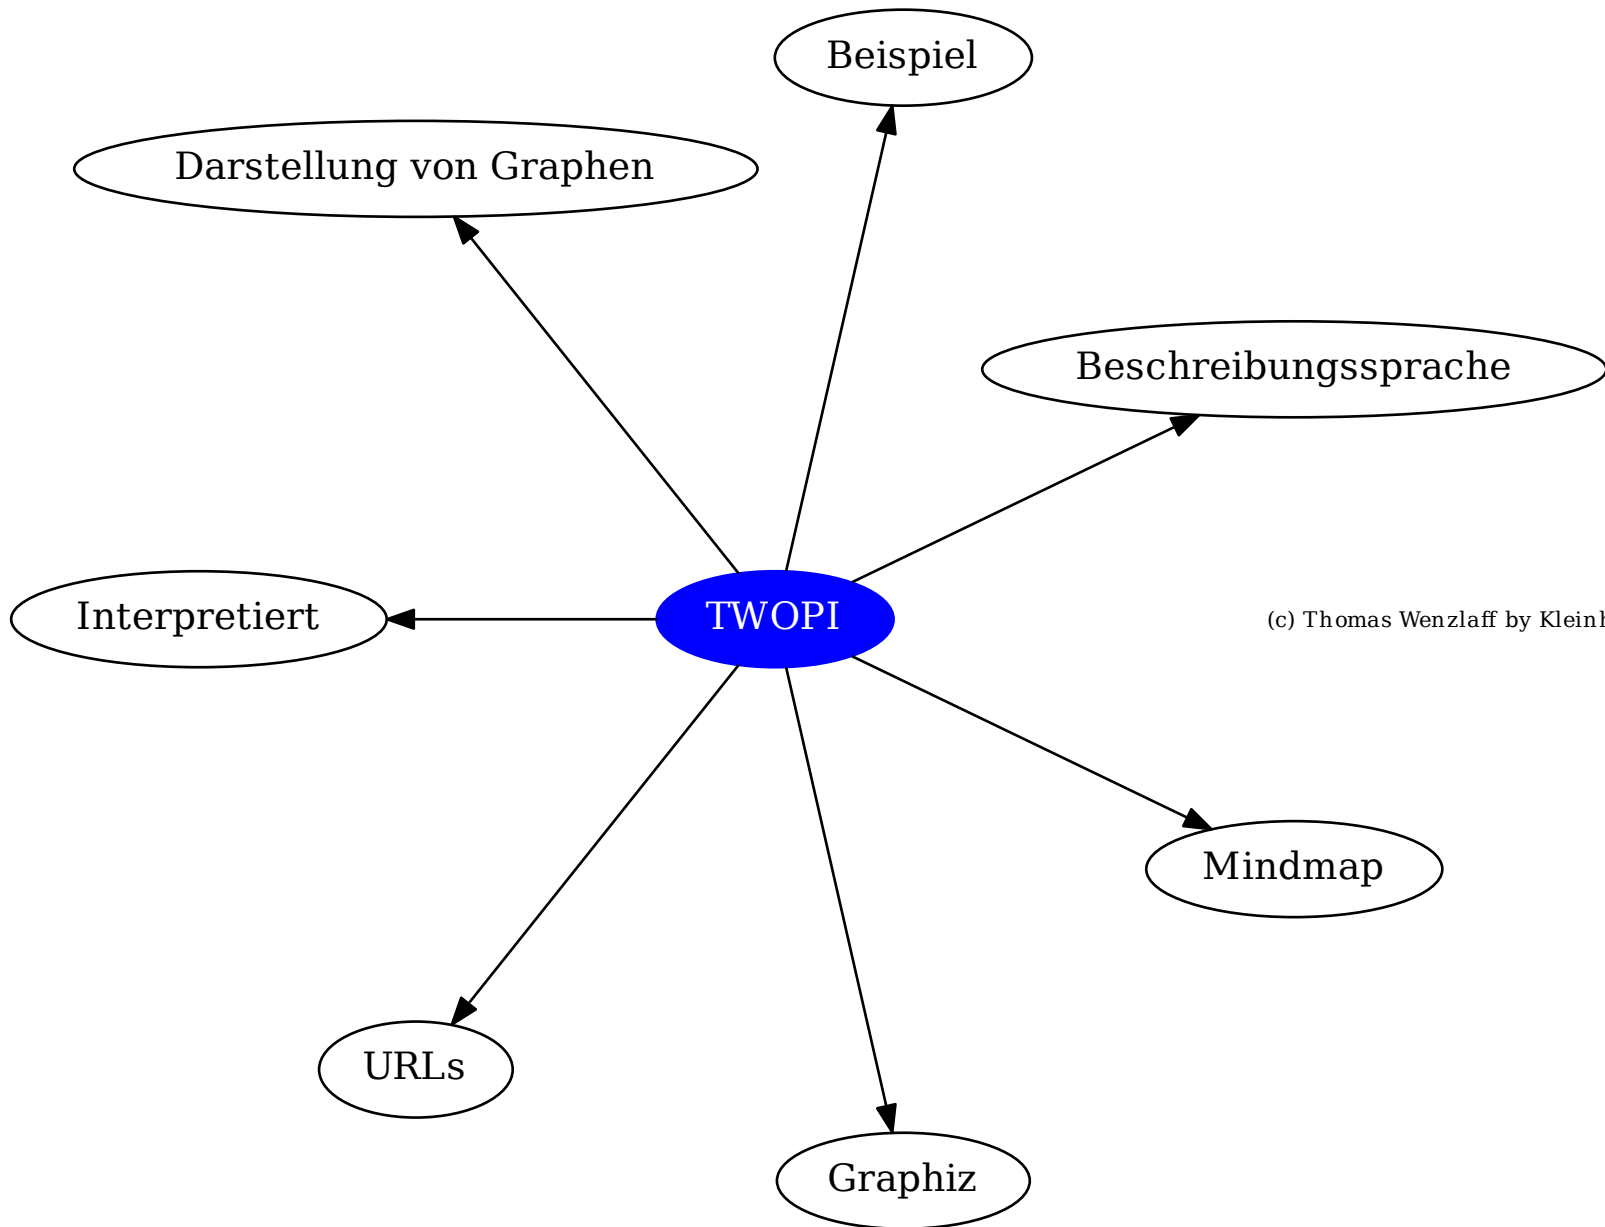 Beispiel
Darstellung von Graphen
Beschreibungssprache
Interpretiert
TWOPI
(c) Thomas Wenzlaff by
Mindmap
URLs
Graphiz